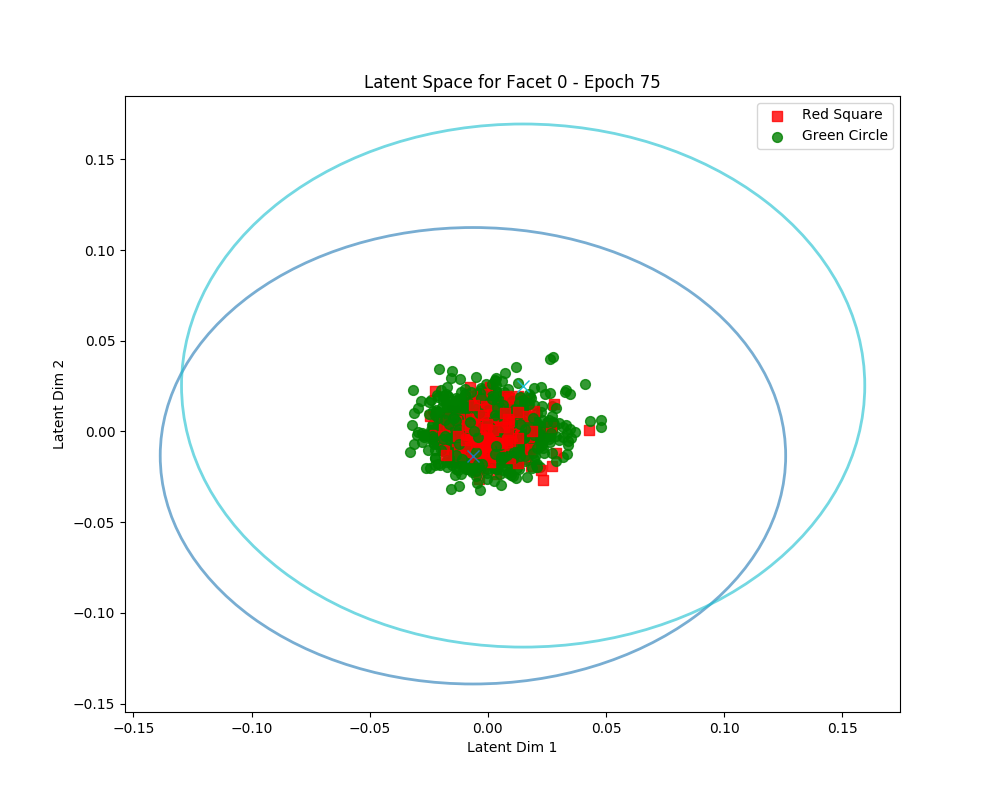 Latent Space for Facet 0 - Epoch 75
Red Square
Green Circle
0.15
0.10
0.05
0.00
−0.05
−0.10
−0.15
Latent Dim 2
−0.15 −0.10 −0.05 0.00 0.05 0.10 0.15
Latent Dim 1